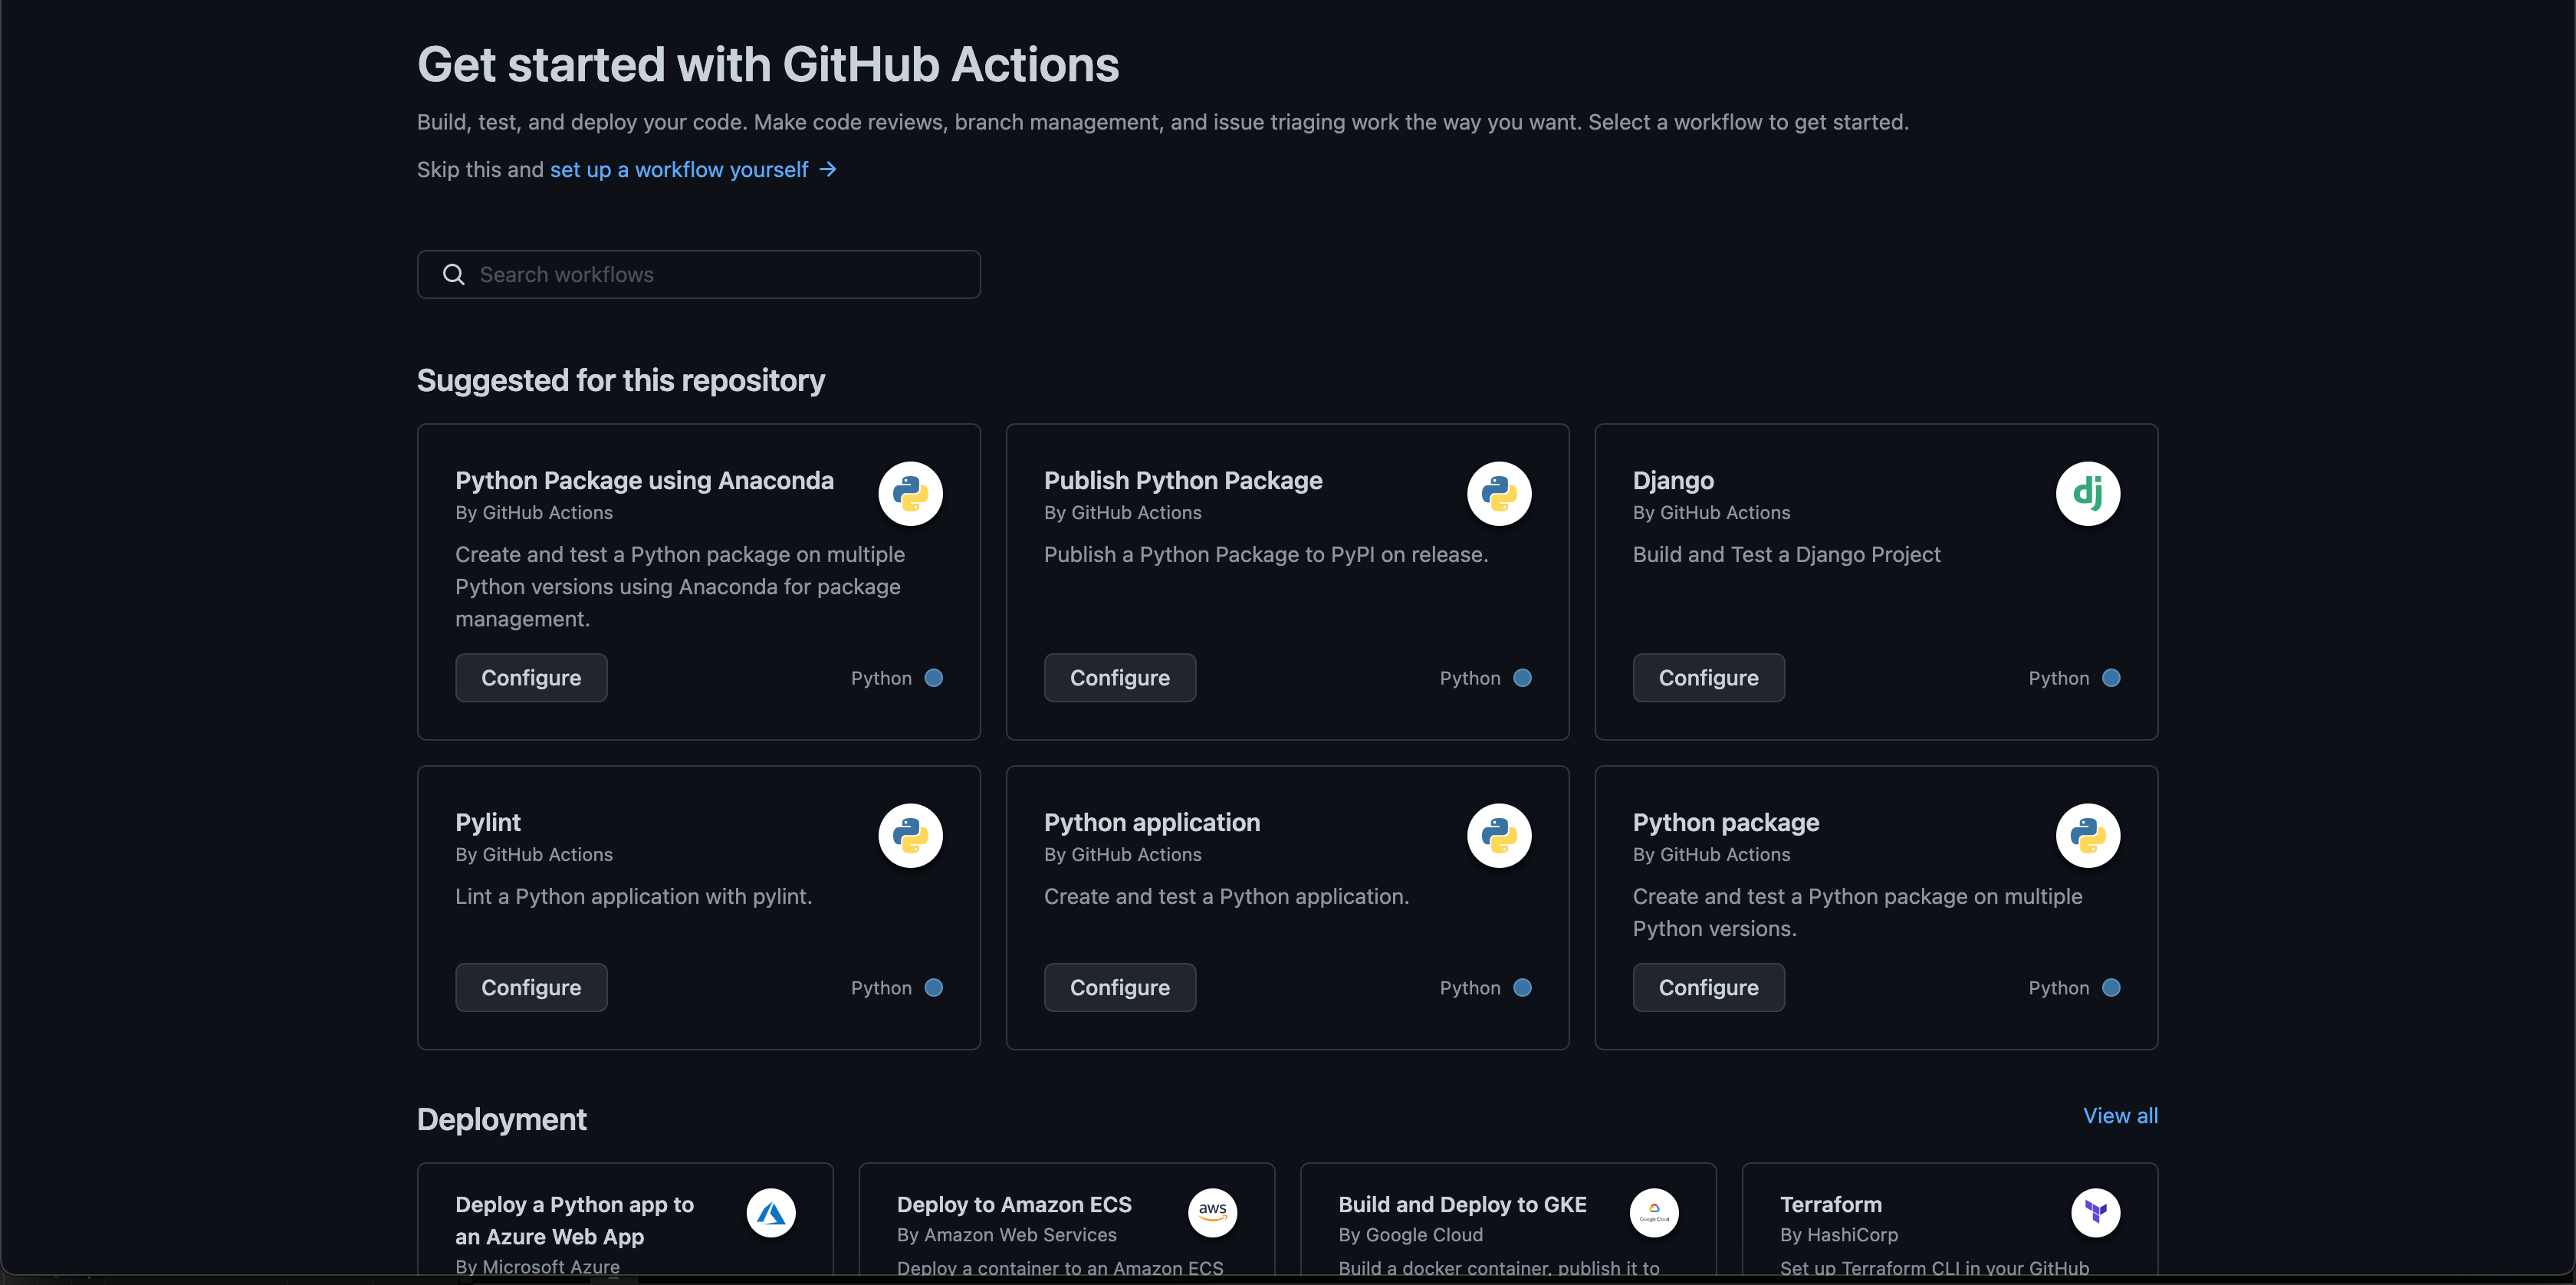 Get started with GitHub Actions
Build, test, and deploy your code. Make code reviews, branch management, and issue triaging work the way you want. Select a workflow to get started.
Skip this and set up a workflow yourself →
Search workflows
Suggested for this repository
Python Package using Anaconda
By GitHub Actions
Create and test a Python package on multiple
Python versions using Anaconda for package
management.
Configure
Python
Publish Python Package
By GitHub Actions
Publish a Python Package to PyPI on release.
Configure
Python
Django
By GitHub Actions
Build and Test a Django Project
Configure
Python
dj
Pylint
By GitHub Actions
Lint a Python application with pylint.
Configure
Python
Python application
By GitHub Actions
Create and test a Python application.
Configure
Python
Python package
By GitHub Actions
Create and test a Python package on multiple
Python versions.
Configure
Python
Deployment
View all
Deploy a Python app to
an Azure Web App
By Microsoft Azure
Deploy to Amazon ECS
By Amazon Web Services
Deploy a container to an Amazon ECS
aws
Build and Deploy to GKE
By Google Cloud
Build a docker container, publish it to
Google Cloud
Terraform
By HashiCorp
Set up Terraform CLI in your GitHub